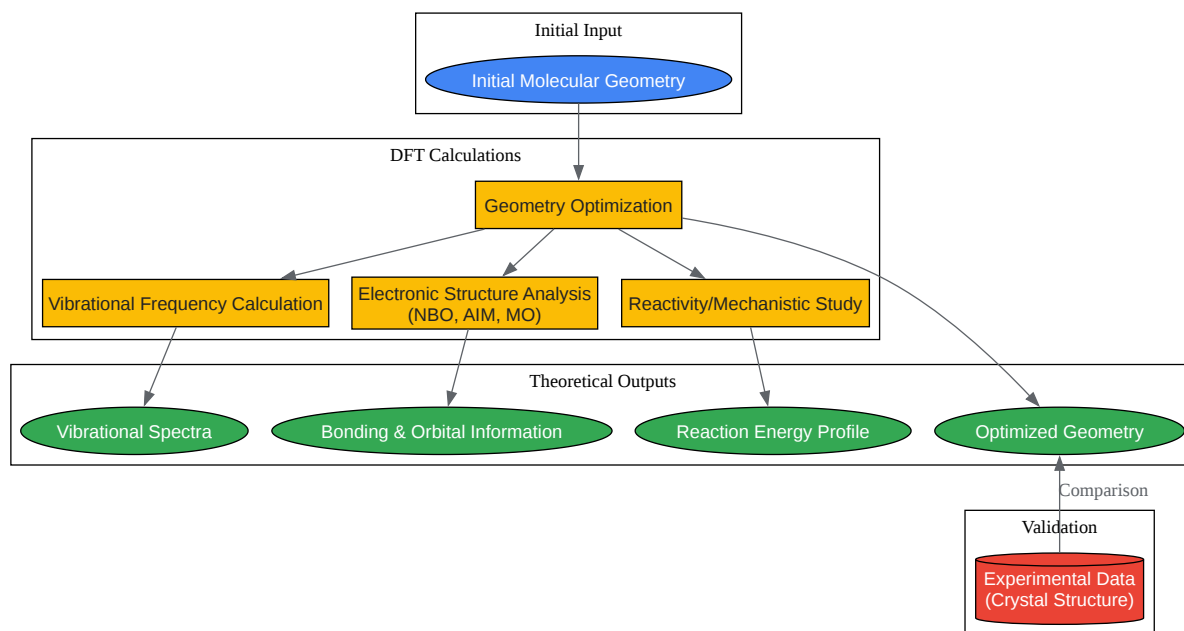 Initial Input
Initial Molecular Geometry
DFT Calculations
Geometry Optimization
Vibrational Frequency Calculation
Electronic Structure Analysis
(NBO, AIM, MO)
Reactivity/Mechanistic Study
Theoretical Outputs
Vibrational Spectra
Bonding & Orbital Information
Reaction Energy Profile
Optimized Geometry
Comparison
Validation
Experimental Data
(Crystal Structure)